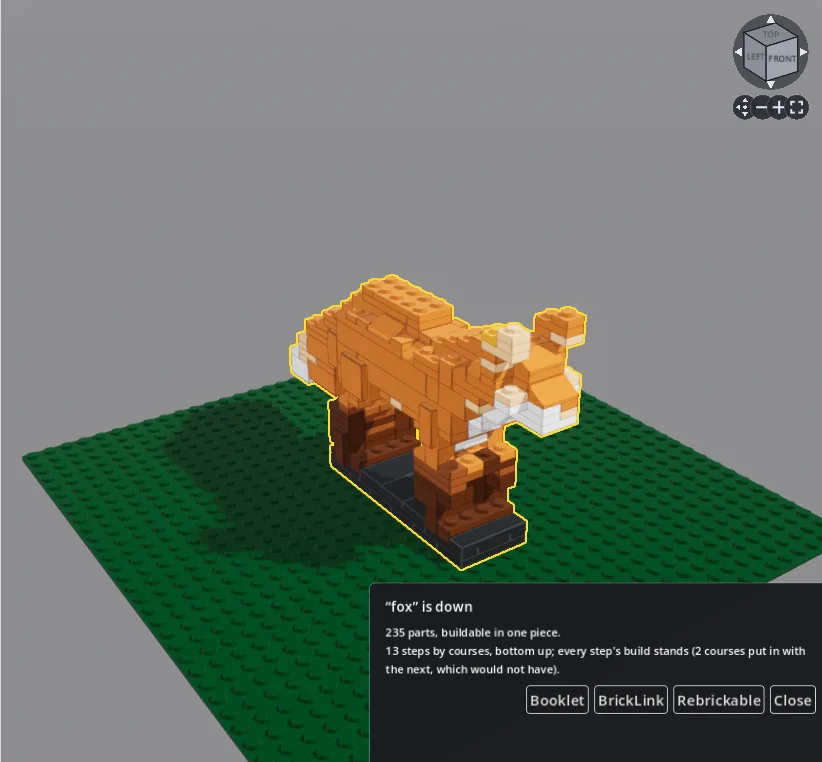 TOP
LEFT FRONT
“fox” is down
235 parts, buildable in one piece.
13 steps by courses, bottom up; every step's build stands (2 courses put in with
the next, which would not have).
Booklet BrickLink Rebrickable Close